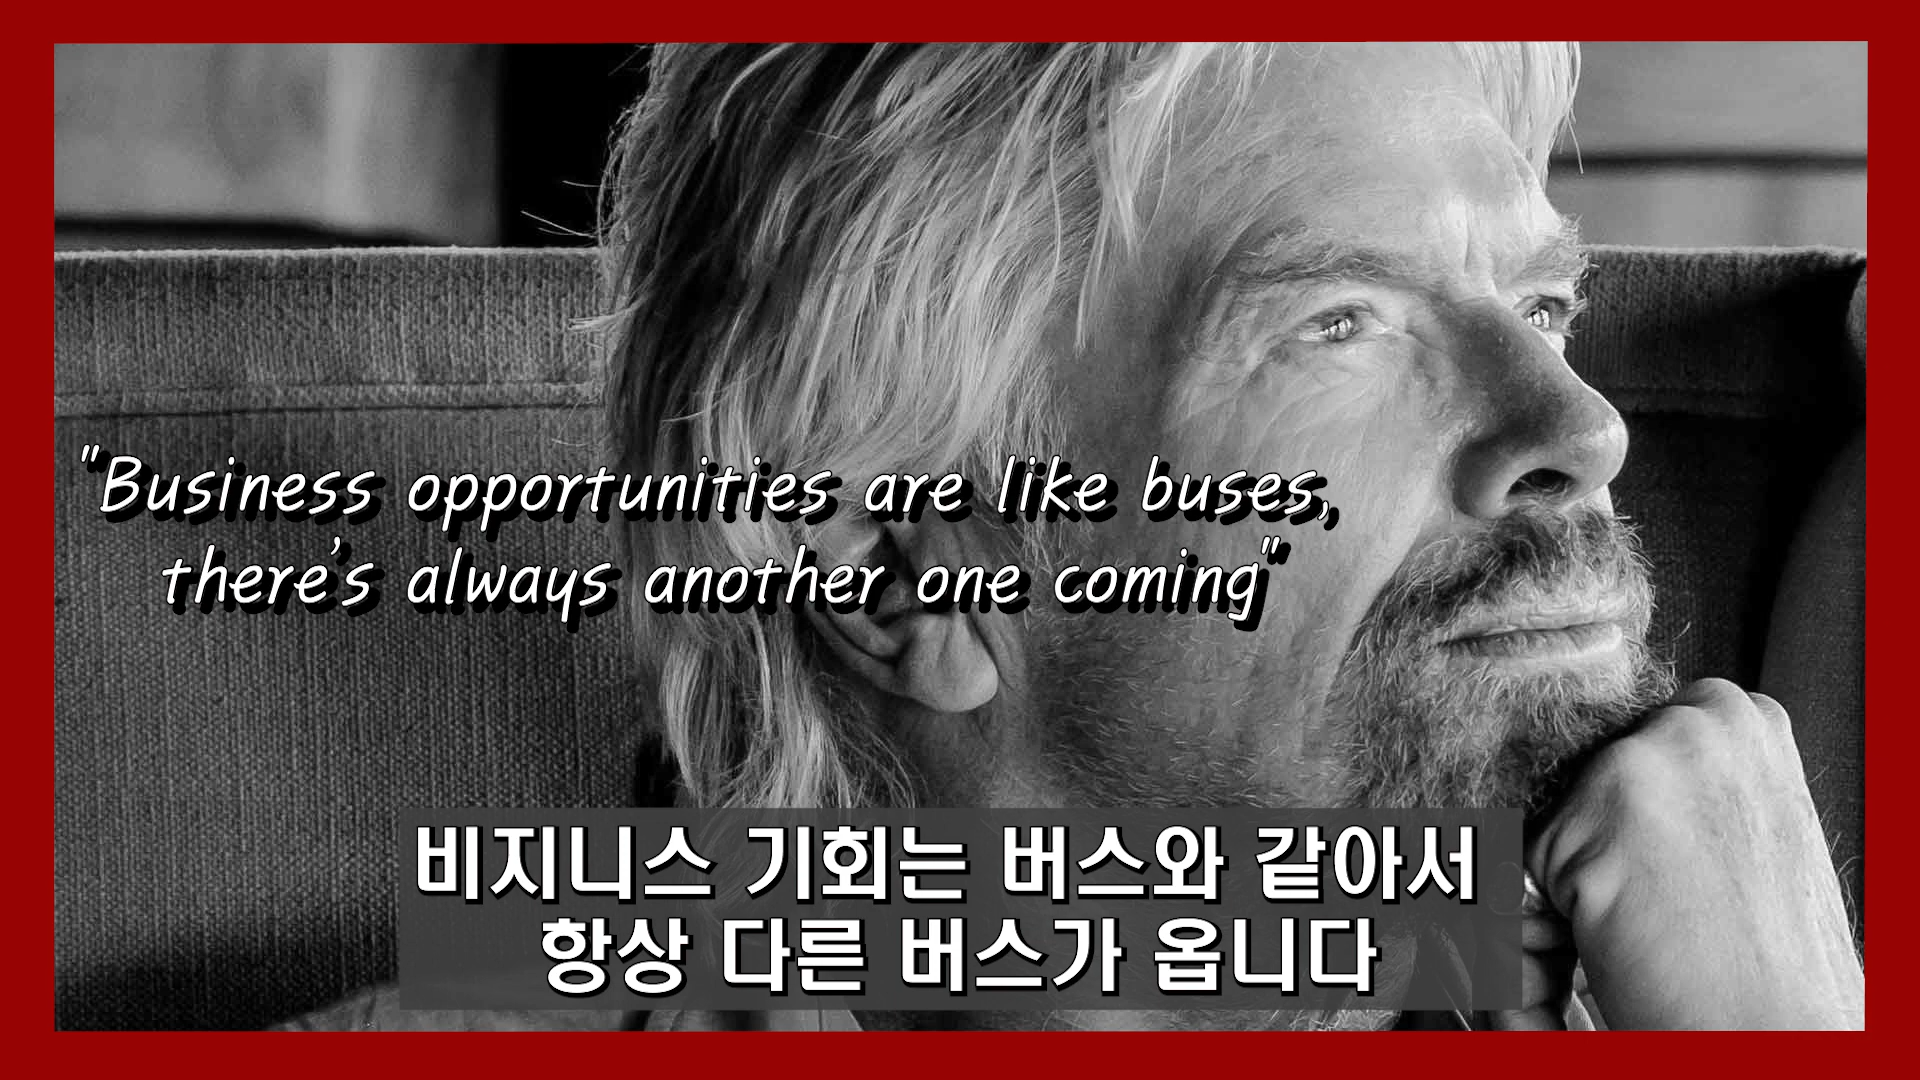 "Business opportunities are like buses,
there's always another one coming"
비지니스 기회는 버스와 같아서
항상 다른 버스가 옵니다